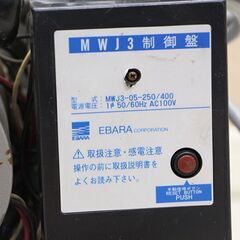 MWJ3制御盤
型式:MWJ3-05-250/400
電源電圧:1φ 50/60Hz AC100V
EBARA
EBARA CORPORATION
⚠取扱注意・感電注意
操作の前に取扱説明書を
よくお読み下さい。
RESET BUTTON
PUSH